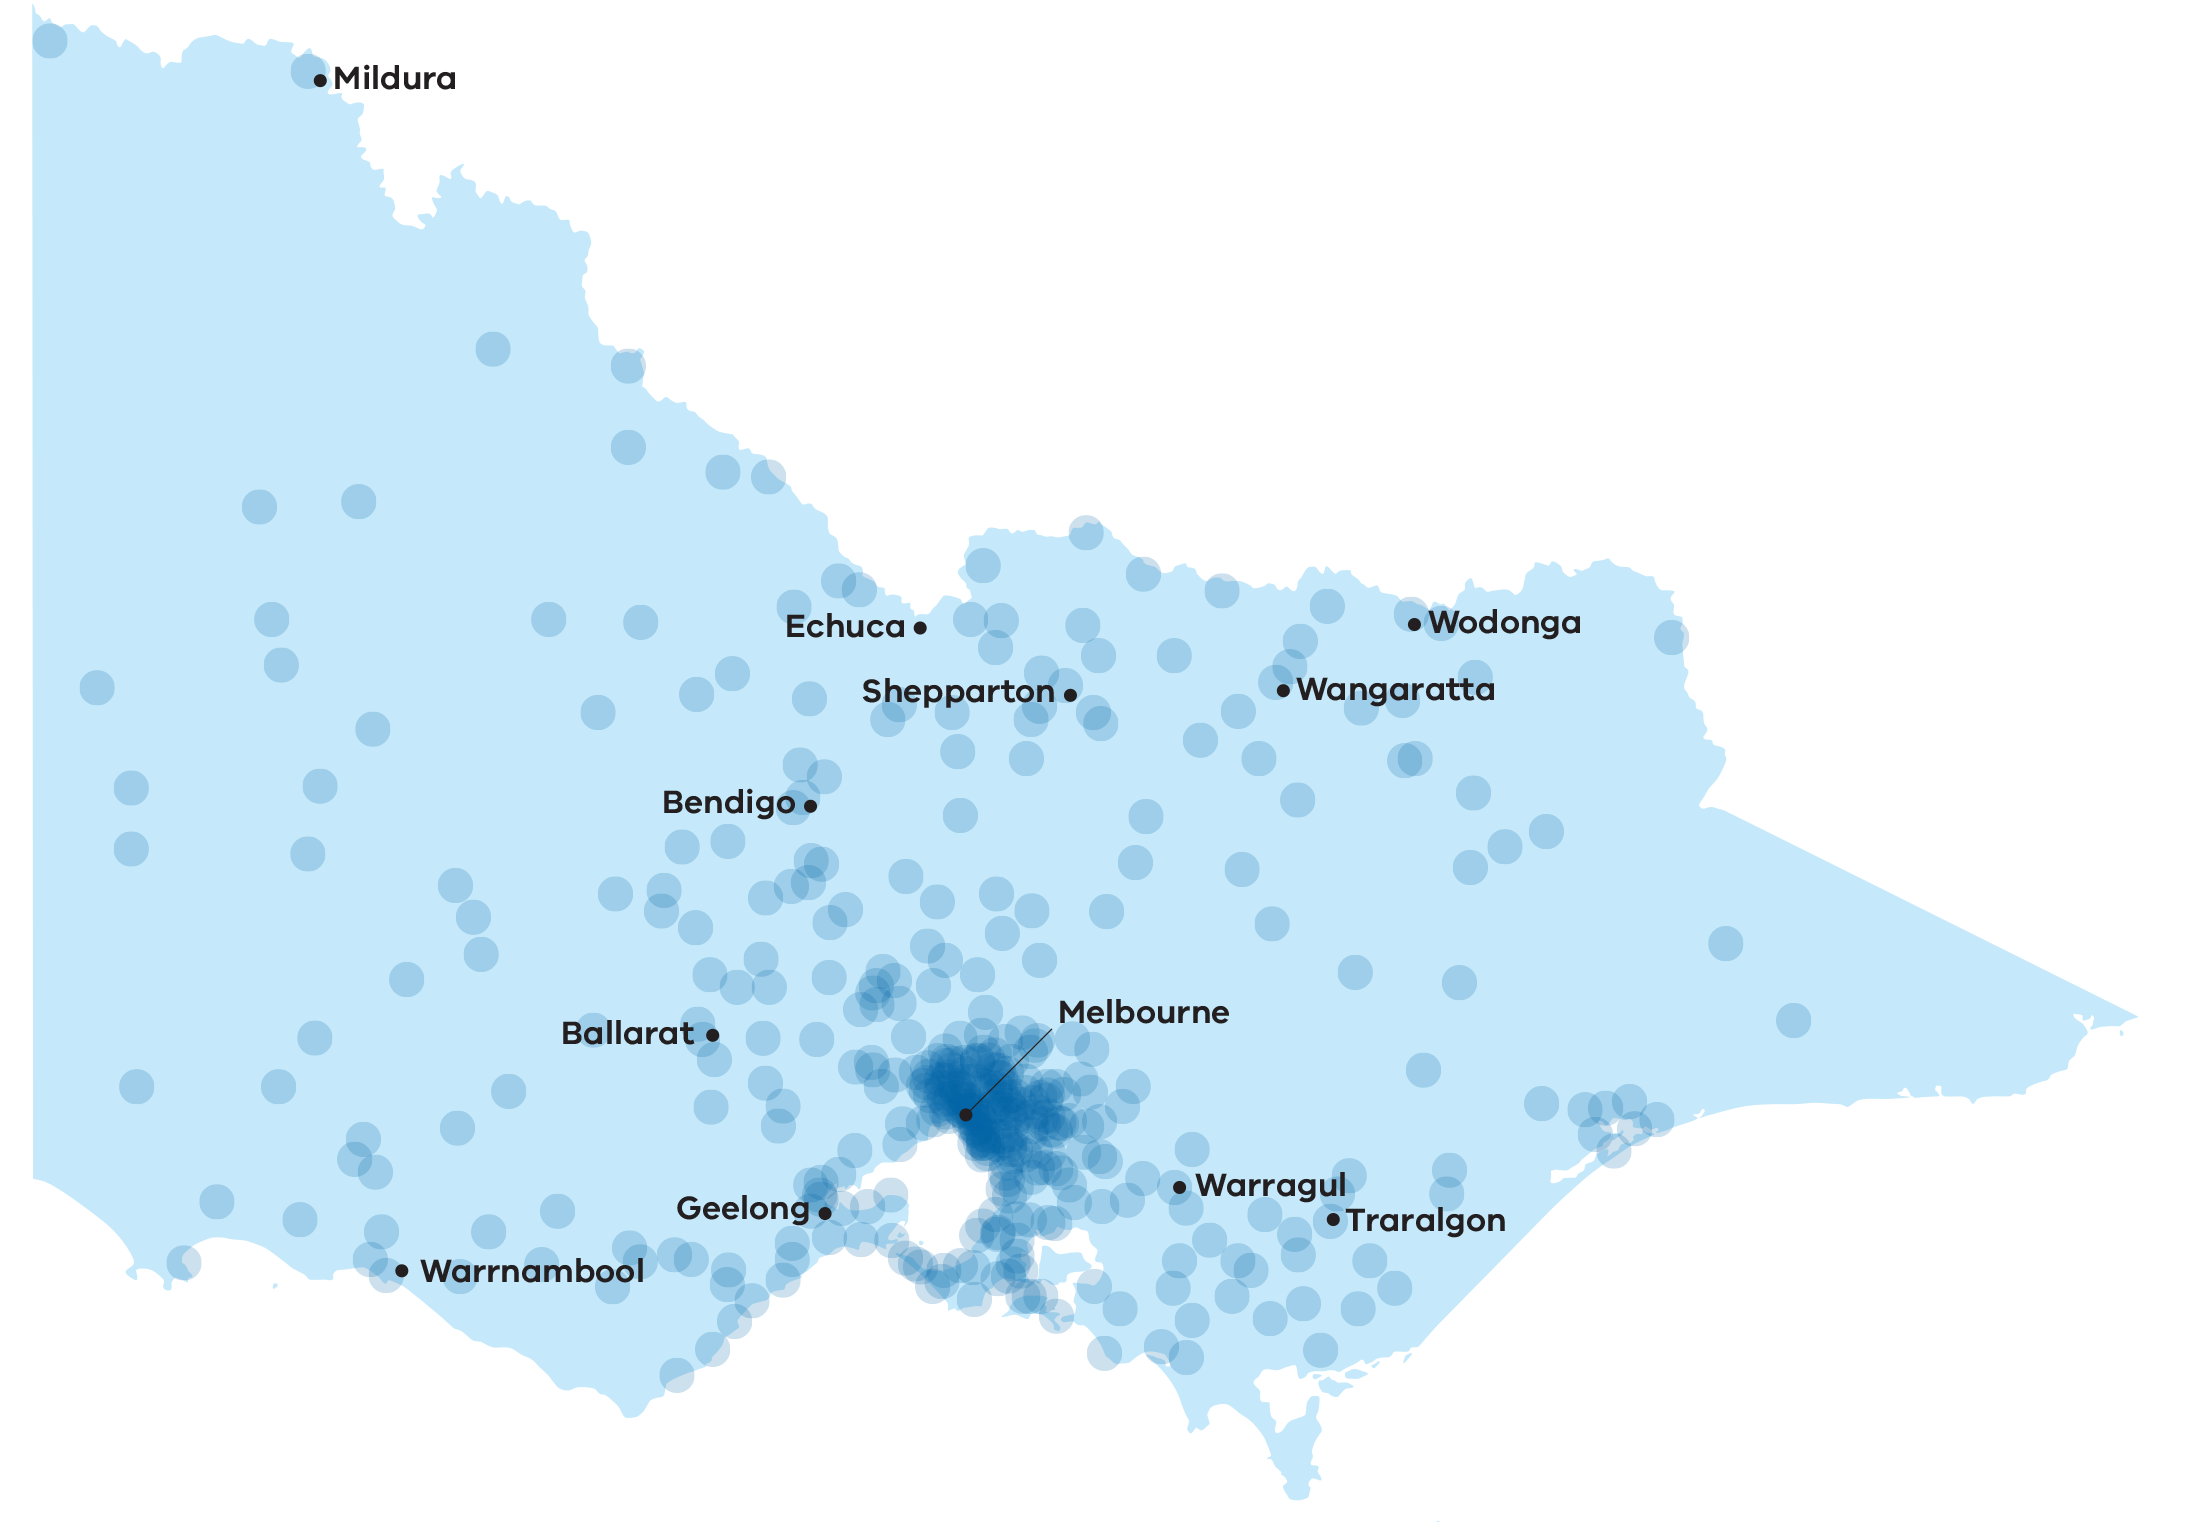 Mildura
Echuca
Wodonga
Shepparton
Wangaratta
Bendigo
Melbourne
Ballarat
Warragul
Geelong
Traralgon
Warrnambool